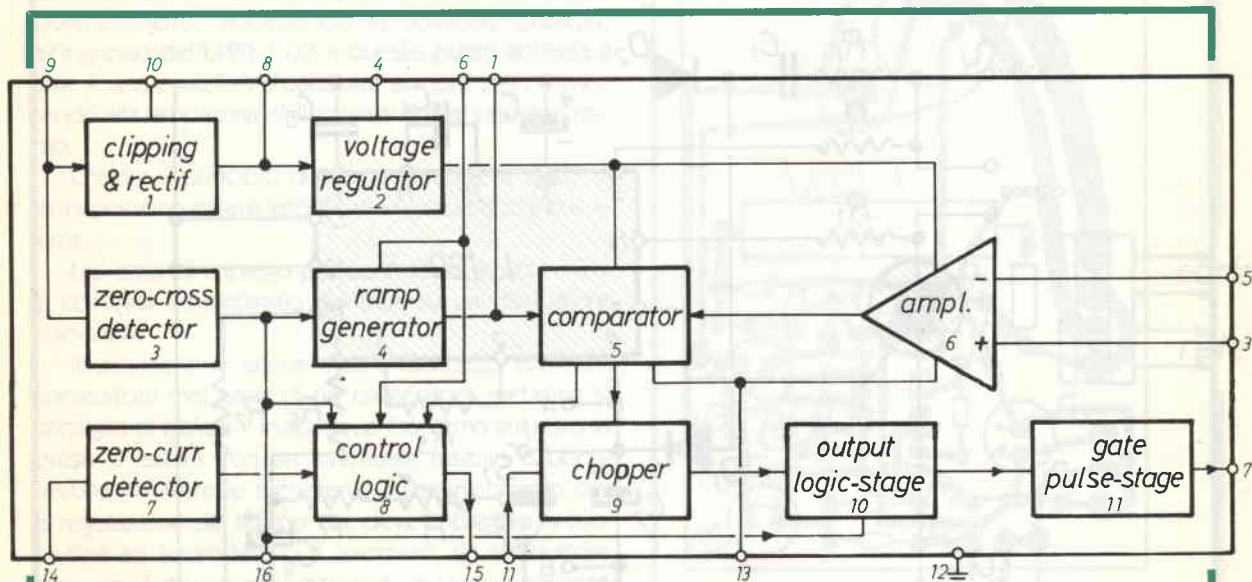 9 10 8 4 6 1
clipping
& rectif
1
voltage
regulator
2
zero-cross
detector
3
ramp
generator
4
comparator
5
ampl.
6
-
+
5
3
zero-curr
detector
7
control
logic
8
chopper
9
output
logic-stage
10
gate
pulse-stage
11
7
14 16 15 11 13 12